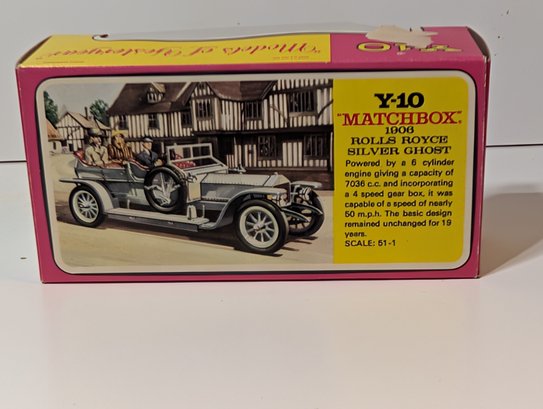 "Models of Yesteryear"
Y-10
Y-10
"MATCHBOX"
1906
ROLLS ROYCE
SILVER GHOST
Powered by a 6 cylinder
engine giving a capacity of
7036 c.c. and incorporating
a 4 speed gear box, it was
capable of a speed of nearly
50 m.p.h. The basic design
remained unchanged for 19
years.
SCALE: 51-1